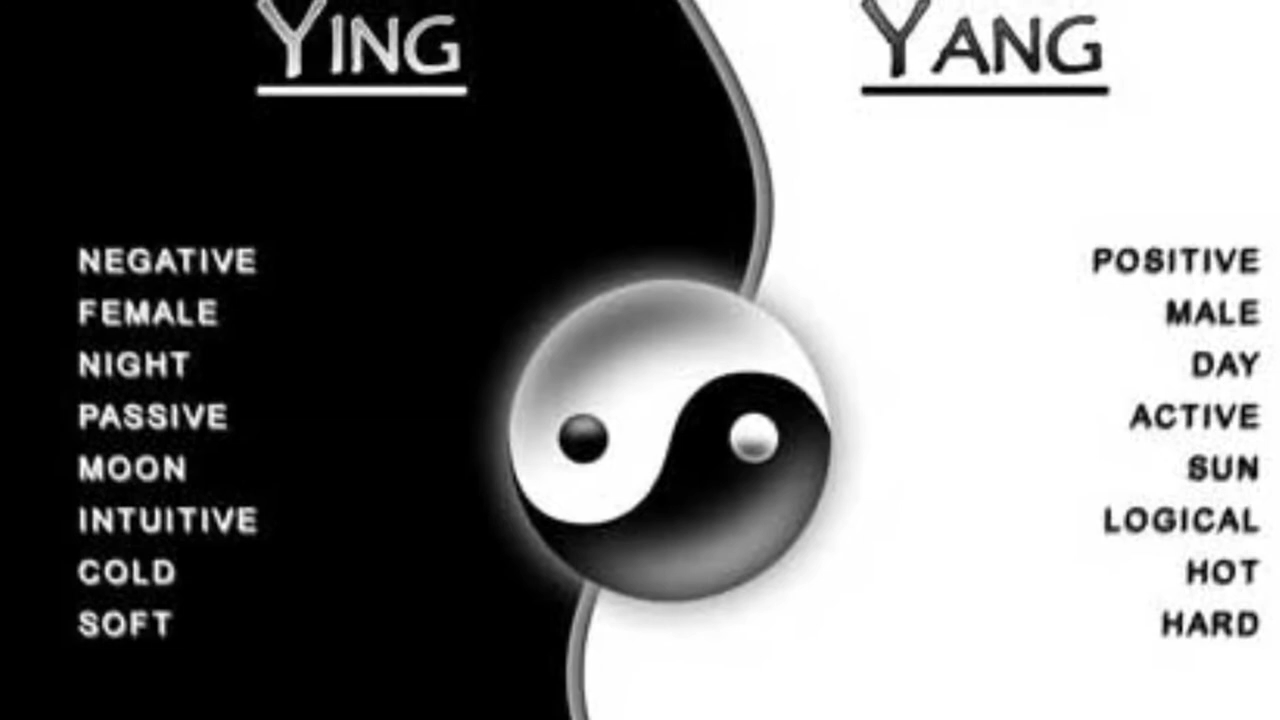 YING
YANG
NEGATIVE
FEMALE
NIGHT
PASSIVE
MOON
INTUITIVE
COLD
SOFT
POSITIVE
MALE
DAY
ACTIVE
SUN
LOGICAL
HOT
HARD